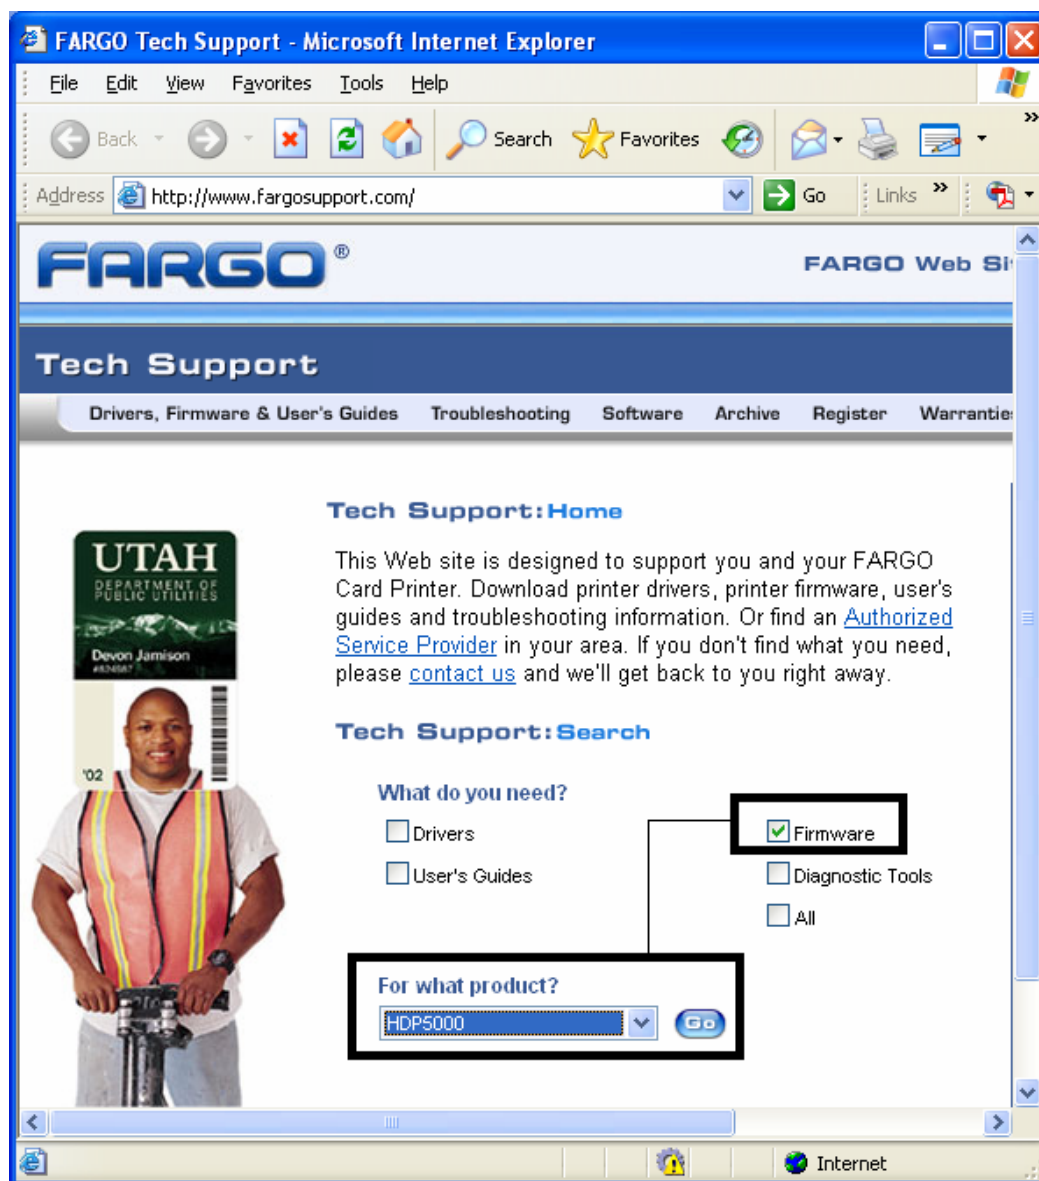 FARGO Tech Support - Microsoft Internet Explorer
File Edit View Favorites Tools Help
Back Search Favorites »
Address http://www.fargosupport.com/ Go Links »
FARGO® FARGO Web Si
Tech Support
Drivers, Firmware & User's Guides Troubleshooting Software Archive Register Warrantie
Tech Support:Home
This Web site is designed to support you and your FARGO
Card Printer. Download printer drivers, printer firmware, user's
guides and troubleshooting information. Or find an Authorized
Service Provider in your area. If you don't find what you need,
please contact us and we'll get back to you right away.
UTAH
DEPARTMENT OF
PUBLIC UTILITIES
Devon Jamison
'02
Tech Support:Search
What do you need?
Drivers Firmware
User's Guides Diagnostic Tools
All
For what product?
HDP5000 Go
Internet